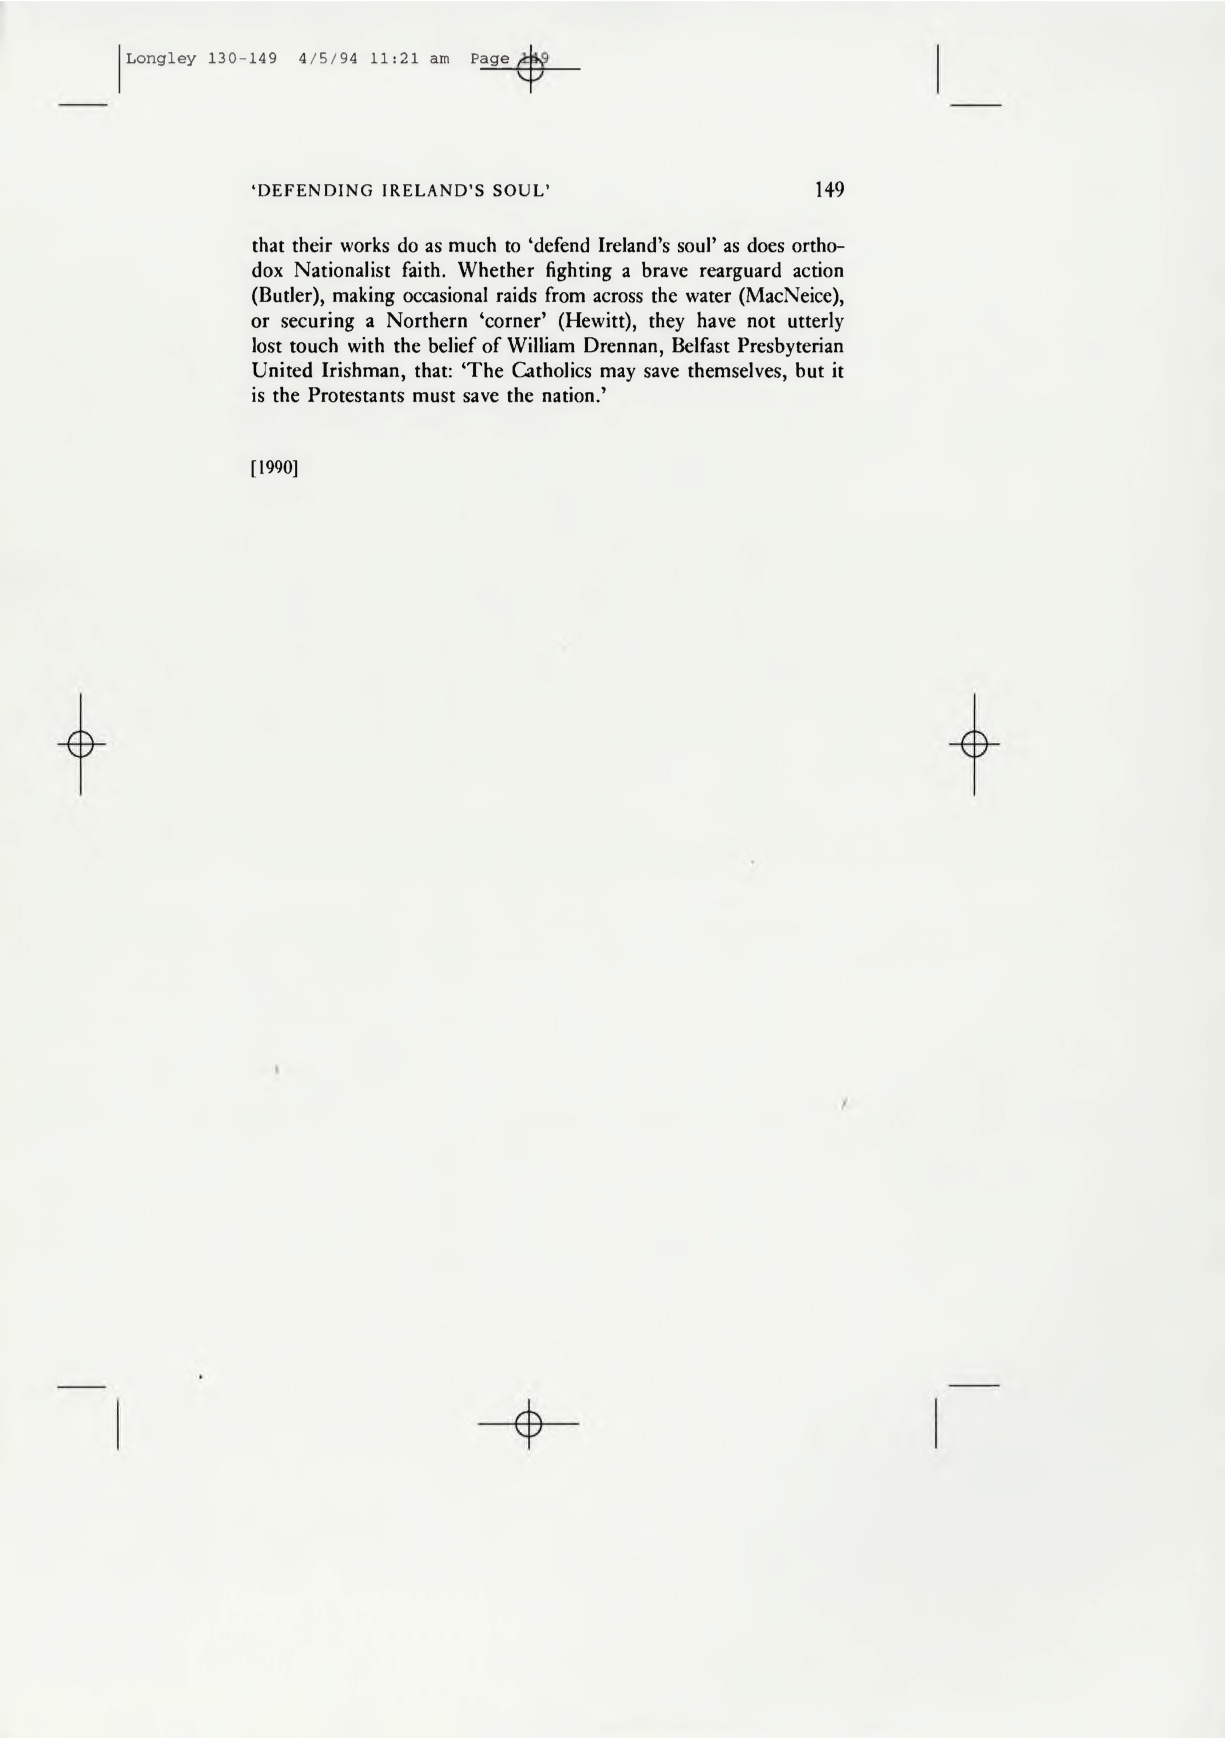 Longley 130-149 4/5/94 11:21 am Page 149
‘DEFENDING IRELAND’S SOUL’ 149
that their works do as much to ‘defend Ireland’s soul’ as does ortho-
dox Nationalist faith. Whether fighting a brave rearguard action
(Butler), making occasional raids from across the water (MacNeice),
or securing a Northern ‘corner’ (Hewitt), they have not utterly
lost touch with the belief of William Drennan, Belfast Presbyterian
United Irishman, that: ‘The Catholics may save themselves, but it
is the Protestants must save the nation.’
[1990]